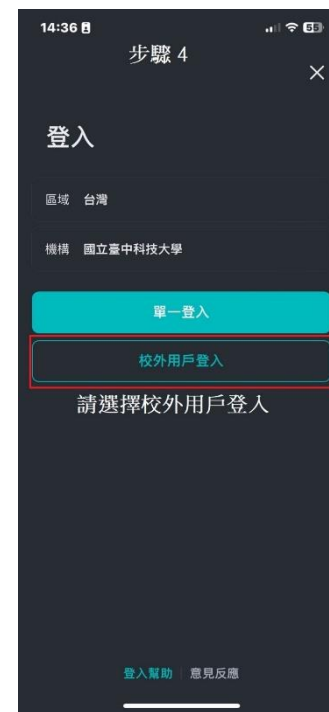 14:36
55
步驟 4
登入
區域 台灣
機構 國立臺中科技大學
單一登入
校外用戶登入
請選擇校外用戶登入
登入幫助 | 意見反應